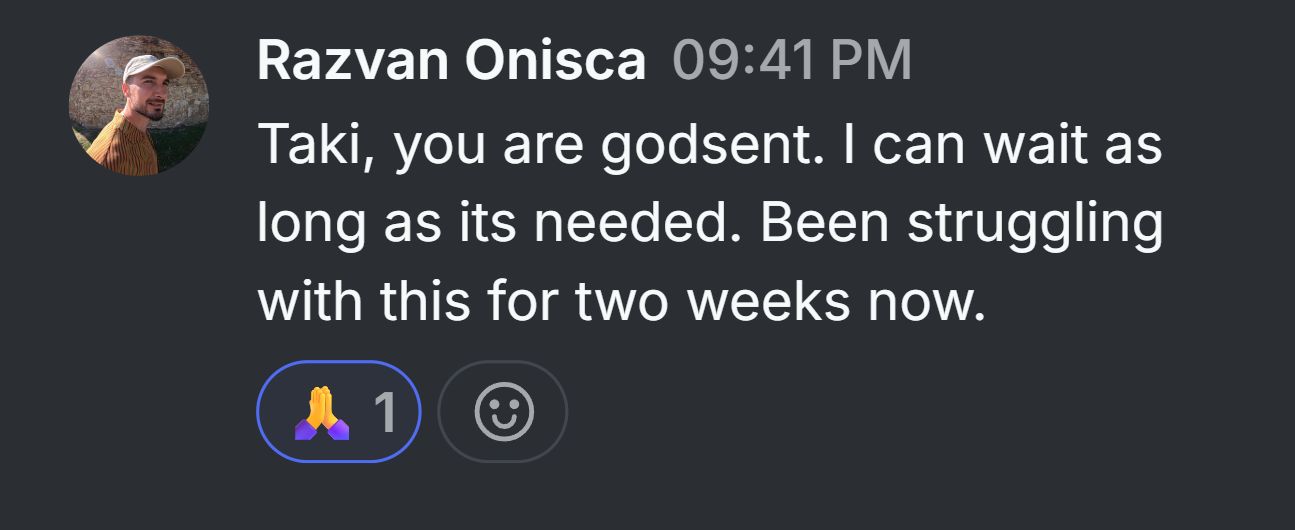 Razvan Onisca 09:41 PM
Taki, you are godsent. I can wait as
long as its needed. Been struggling
with this for two weeks now.
🙏 1